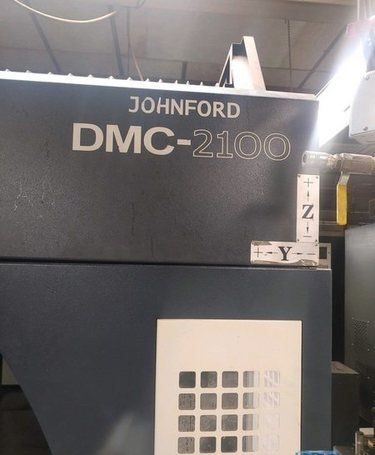 JOHNFORD
DMC-2100
+
Z
-
+ Y -